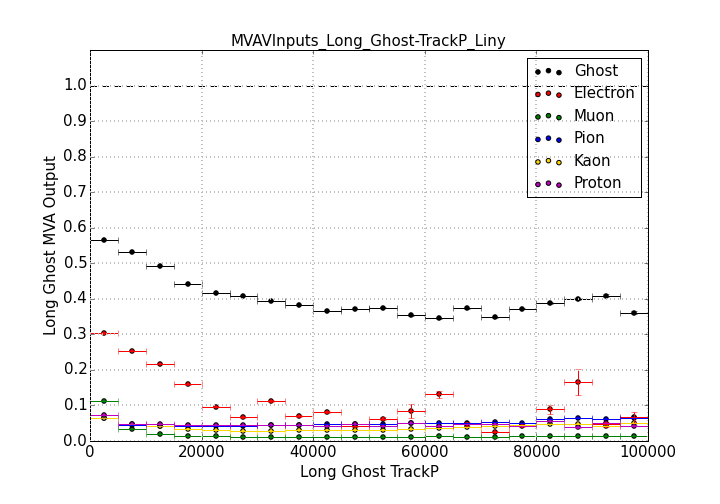 MVAVInputs_Long_Ghost-TrackP_Liny
Long Ghost MVA Output
1.0
0.9
0.8
0.7
0.6
0.5
0.4
0.3
0.2
0.1
0.0
Ghost
Electron
Muon
Pion
Kaon
Proton
0 20000 40000 60000 80000 100000
Long Ghost TrackP